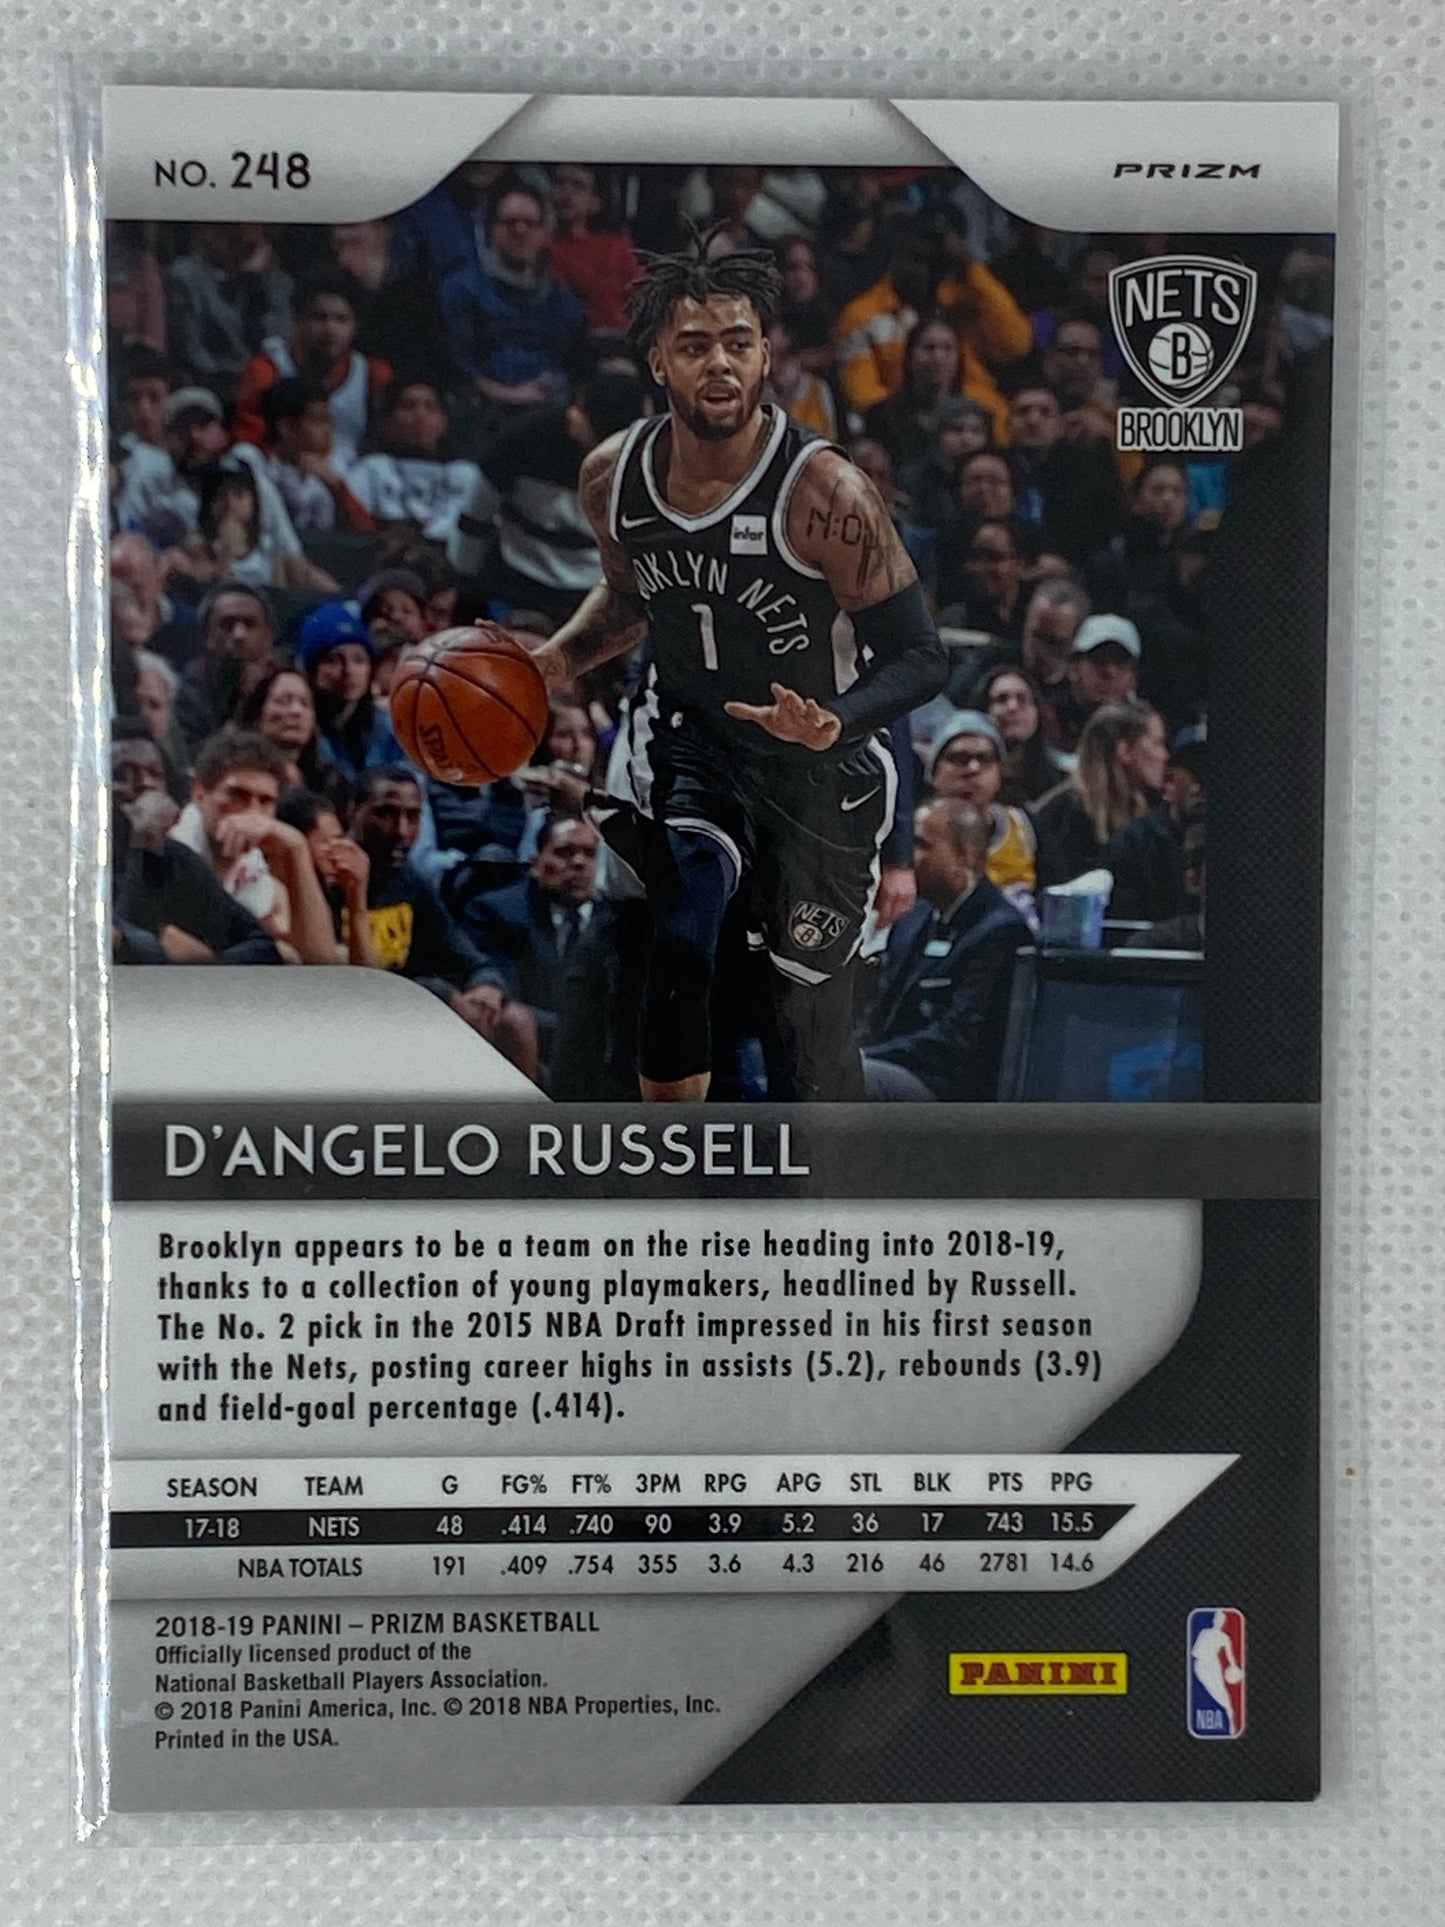 NO. 248
PRIZM
NETS
B
BROOKLYN
infor
OKLYN NETS
1
SPAL
NETS
B
D'ANGELO RUSSELL
Brooklyn appears to be a team on the rise heading into 2018-19,
thanks to a collection of young playmakers, headlined by Russell.
The No. 2 pick in the 2015 NBA Draft impressed in his first season
with the Nets, posting career highs in assists (5.2), rebounds (3.9)
and field-goal percentage (.414).
SEASON TEAM G FG% FT% 3PM RPG APG STL BLK PTS PPG
17-18 NETS 48 .414 .740 90 3.9 5.2 36 17 743 15.5
NBA TOTALS 191 .409 .754 355 3.6 4.3 216 46 2781 14.6
2018-19 PANINI – PRIZM BASKETBALL
Officially licensed product of the
National Basketball Players Association.
© 2018 Panini America, Inc. © 2018 NBA Properties, Inc.
Printed in the USA.
PANINI
NBA